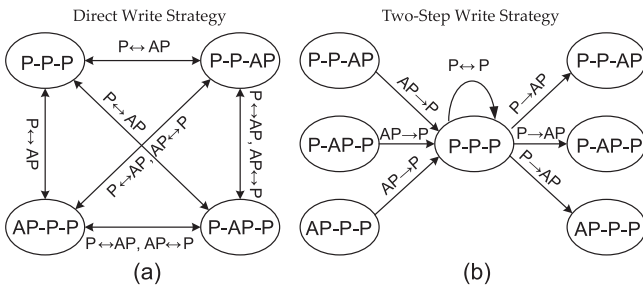 Direct Write Strategy
P↔AP
P-P-P
P-P-AP
P↔AP
P↔AP
P↔AP, AP↔P
P↔AP, AP↔P
AP-P-P
P-AP-P
P↔AP, AP↔P
(a)
Two-Step Write Strategy
P↔P
P-P-AP
AP→P
P→AP
P-P-AP
P-AP-P
AP→P
P-P-P
P→AP
P-AP-P
AP→P
P→AP
AP-P-P
AP-P-P
(b)